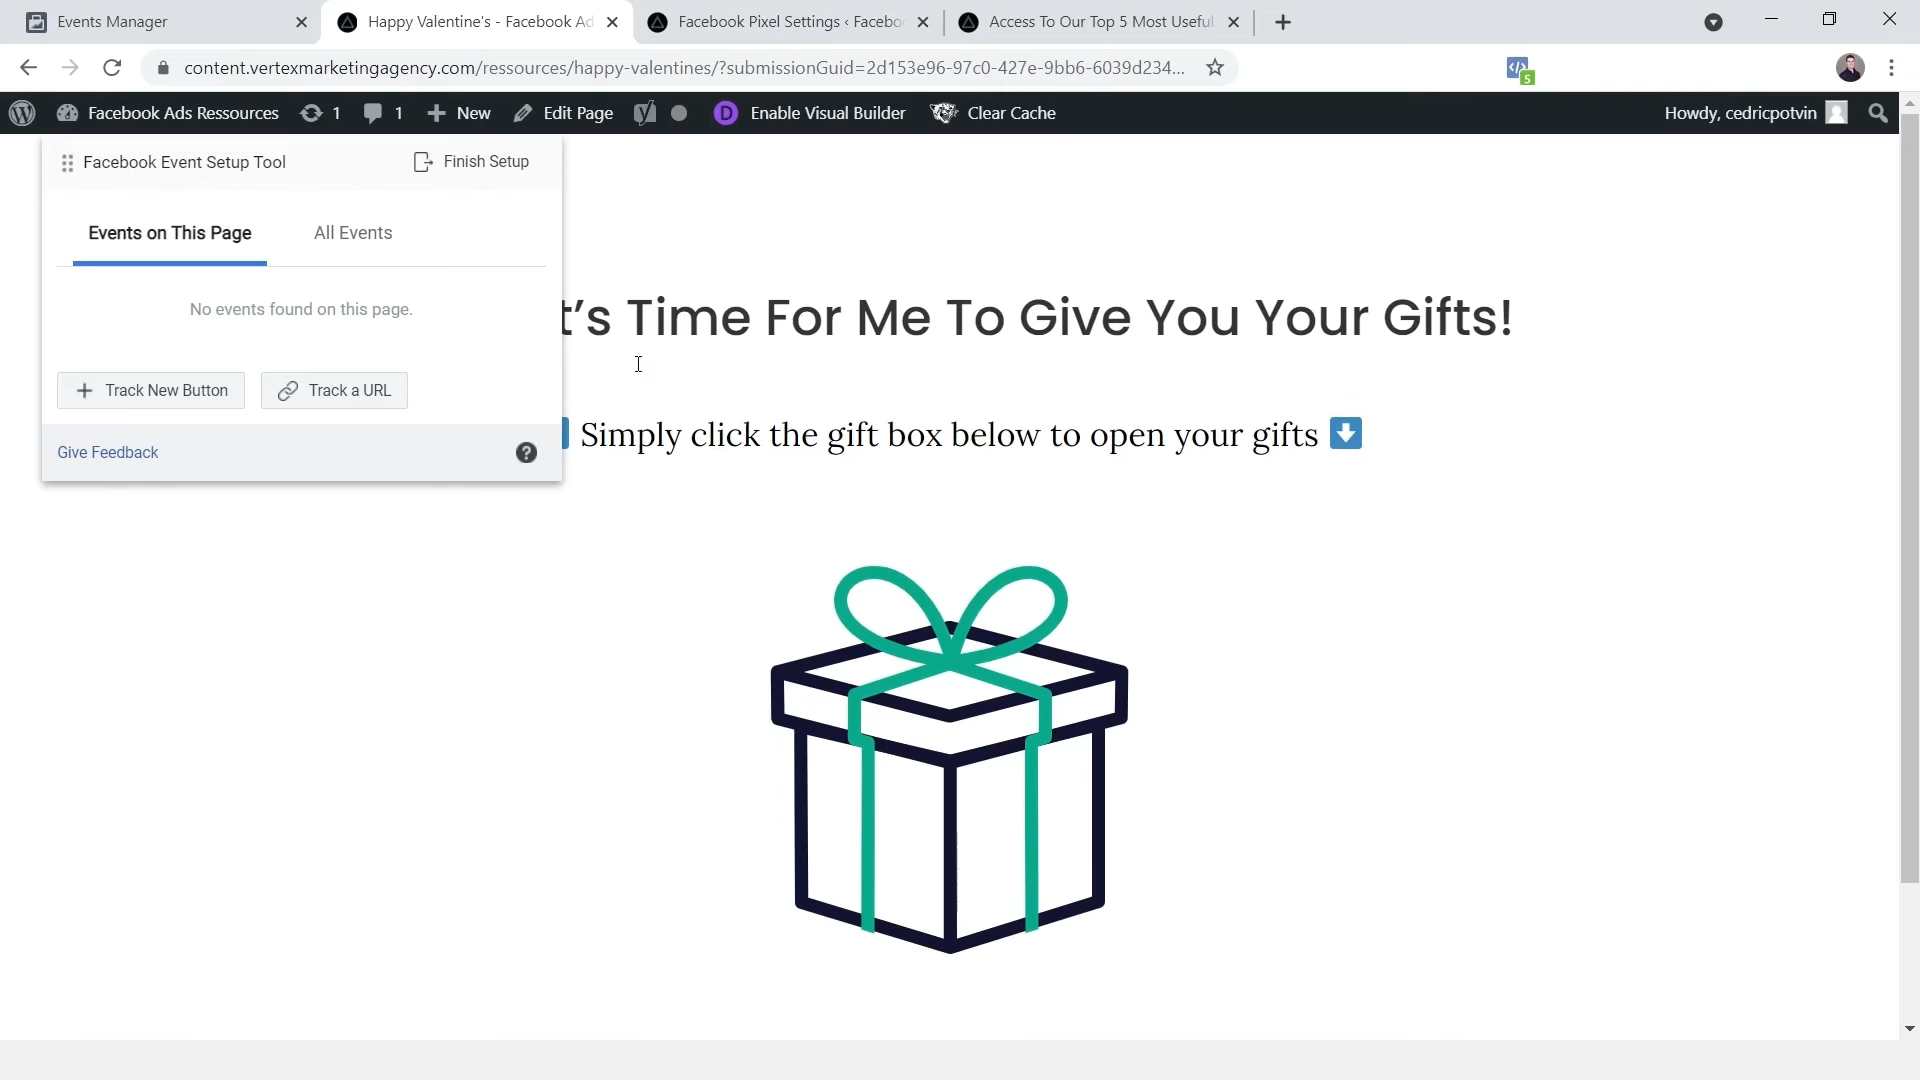 Events Manager
Happy Valentine's - Facebook Ad
Facebook Pixel Settings ‹ Facebo
Access To Our Top 5 Most Useful
content.vertexmarketingagency.com/ressources/happy-valentines/?submissionGuid=2d153e96-97c0-427e-9bb6-6039d234...
5
Facebook Ads Ressources
1
1
New
Edit Page
D
Enable Visual Builder
Clear Cache
Howdy, cedricpotvin
Facebook Event Setup Tool
Finish Setup
Events on This Page
All Events
No events found on this page.
t’s Time For Me To Give You Your Gifts!
Track New Button
Track a URL
Simply click the gift box below to open your gifts
Give Feedback
?